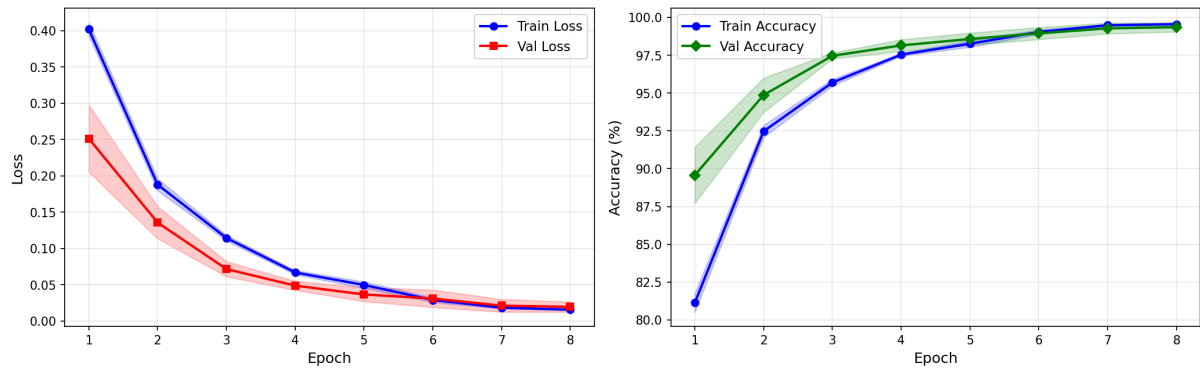 Train Loss
Val Loss
0.40
0.35
0.30
0.25
0.20
0.15
0.10
0.05
0.00
Loss
1 2 3 4 5 6 7 8
Epoch
Train Accuracy
Val Accuracy
100.0
97.5
95.0
92.5
90.0
87.5
85.0
82.5
80.0
Accuracy (%)
1 2 3 4 5 6 7 8
Epoch